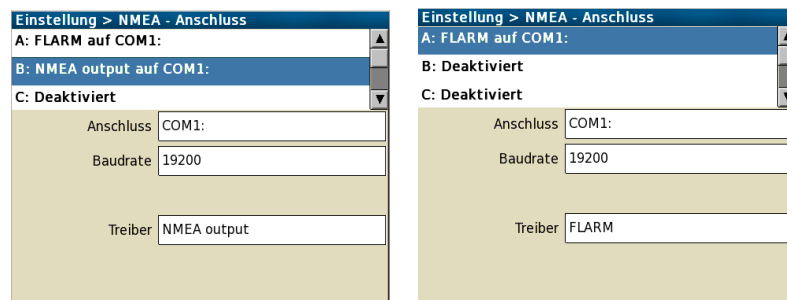 Einstellung > NMEA - Anschluss
A: FLARM auf COM1:
B: NMEA output auf COM1:
C: Deaktiviert
Anschluss COM1:
Baudrate 19200
Treiber NMEA output
Einstellung > NMEA - Anschluss
A: FLARM auf COM1:
B: Deaktiviert
C: Deaktiviert
Anschluss COM1:
Baudrate 19200
Treiber FLARM